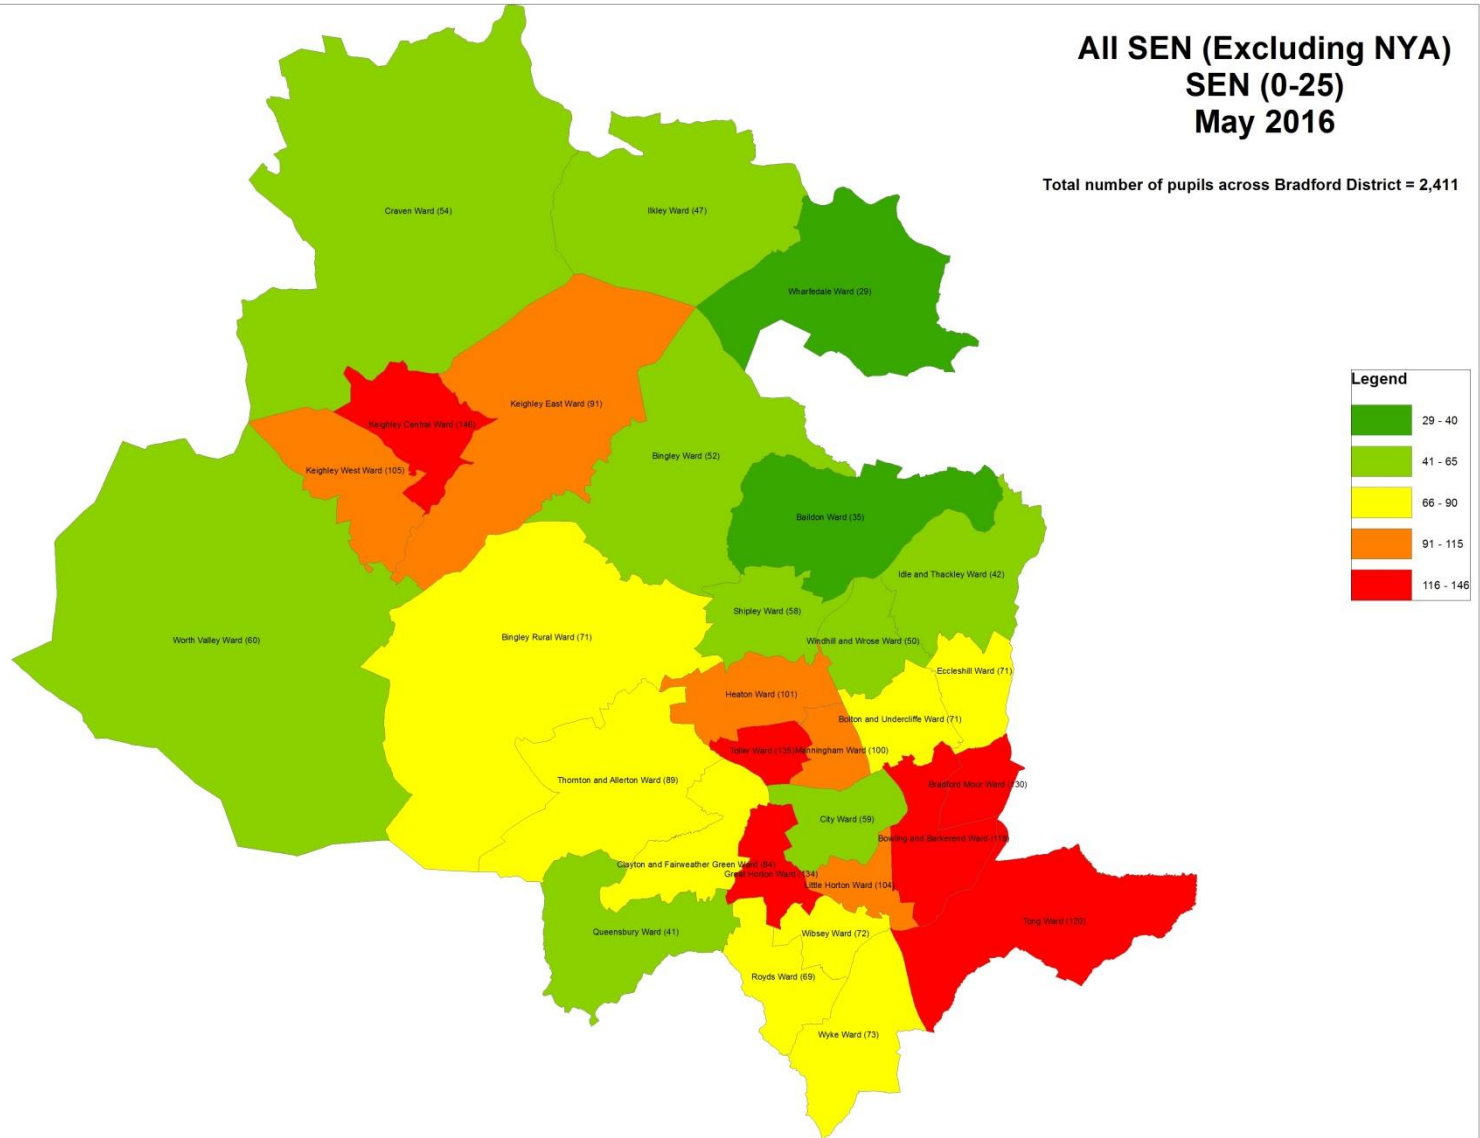 All SEN (Excluding NYA)
SEN (0-25)
May 2016
Total number of pupils across Bradford District = 2,411
Craven Ward (54)
Ilkley Ward (47)
Wharfedale Ward (29)
Keighley East Ward (91)
Keighley Central Ward (146)
Keighley West Ward (105)
Bingley Ward (52)
Baildon Ward (35)
Idle and Thackley Ward (42)
Shipley Ward (58)
Windhill and Wrose Ward (50)
Worth Valley Ward (60)
Bingley Rural Ward (71)
Eccleshill Ward (71)
Heaton Ward (101)
Bolton and Undercliffe Ward (71)
Toller Ward (135)
Manningham Ward (100)
Thornton and Allerton Ward (89)
Bradford Moor Ward (130)
City Ward (59)
Bowling and Barkerend Ward (118)
Clayton and Fairweather Green Ward (84)
Great Horton Ward (134)
Little Horton Ward (104)
Tong Ward (120)
Queensbury Ward (41)
Wibsey Ward (72)
Royds Ward (69)
Wyke Ward (73)
Legend
29 - 40
41 - 65
66 - 90
91 - 115
116 - 146